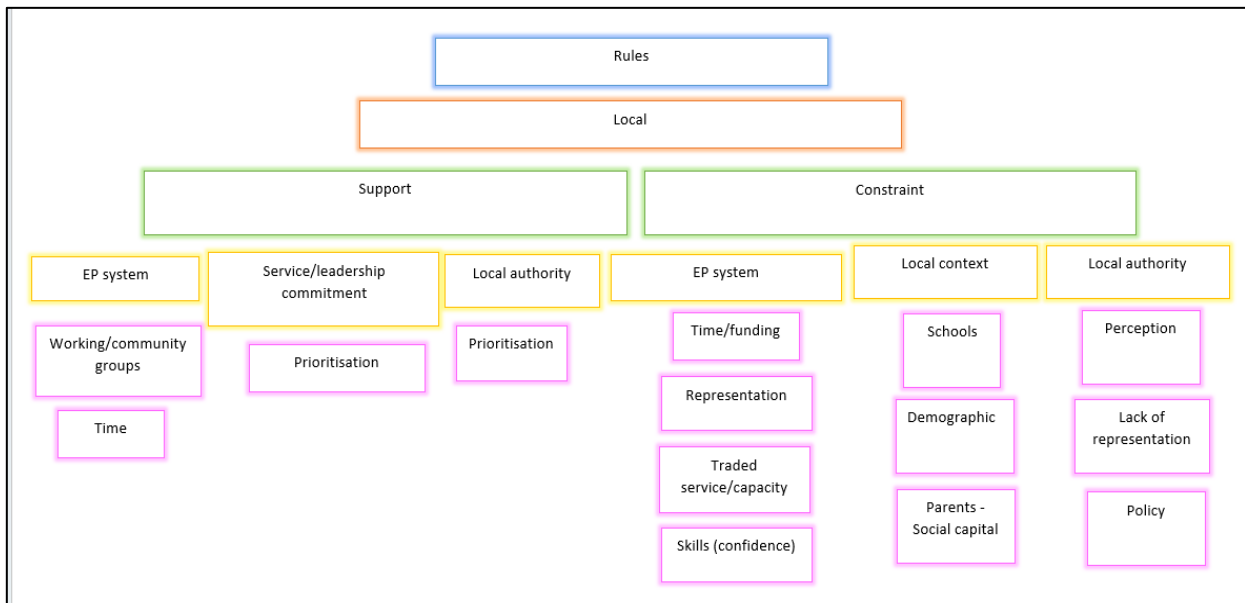 Rules
Local
Support
Constraint
EP system
Service/leadership
commitment
Local authority
EP system
Local context
Local authority
Working/community
groups
Time
Prioritisation
Prioritisation
Time/funding
Representation
Traded
service/capacity
Skills (confidence)
Schools
Demographic
Parents -
Social capital
Perception
Lack of
representation
Policy